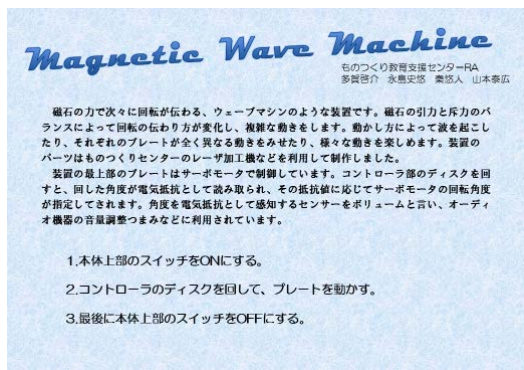 Magnetic Wave Machine
ものつくり教育支援センターRA
多賀啓介 永島史悠 秦悠人 山本泰広
磁石の力で次々に回転が伝わる、ウェーブマシンのような装置です。磁石の引力と斥力のバ
ランスによって回転の伝わり方が変化し、複雑な動きをします。動かし方によって波を起こし
たり、それぞれのプレートが全く異なる動きをみせたり、様々な動きを楽しめます。装置の
パーツはものつくりセンターのレーザ加工機などを利用して制作しました。
装置の最上部のプレートはサーボモータで制御しています。コントローラ部のディスクを回
すと、回した角度が電気抵抗として読み取られ、その抵抗値に応じてサーボモータの回転角度
が指定してされます。角度を電気抵抗として感知するセンサーをボリュームと言い、オーディ
オ機器の音量調整つまみなどに利用されています。
1.本体上部のスイッチをONにする。
2.コントローラのディスクを回して、プレートを動かす。
3.最後に本体上部のスイッチをOFFにする。